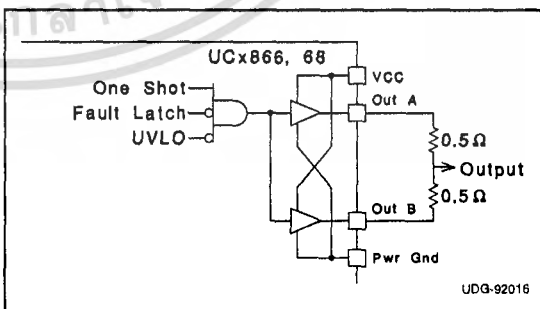 UCx866, 68
VCC
One Shot
Out A
Fault Latch
0.5Ω
UVLO
Output
0.5Ω
Out B
Pwr Gnd
UDG-92016